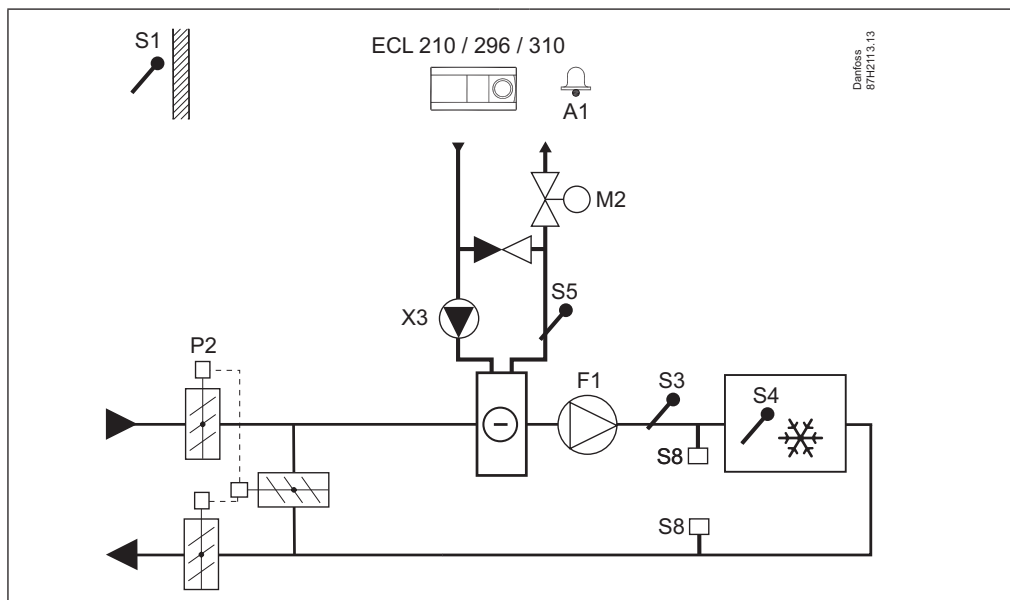 S1
ECL 210 / 296 / 310
A1
Danfoss
87H2113.13
M2
S5
X3
P2
F1
S3
S4
S8
S8